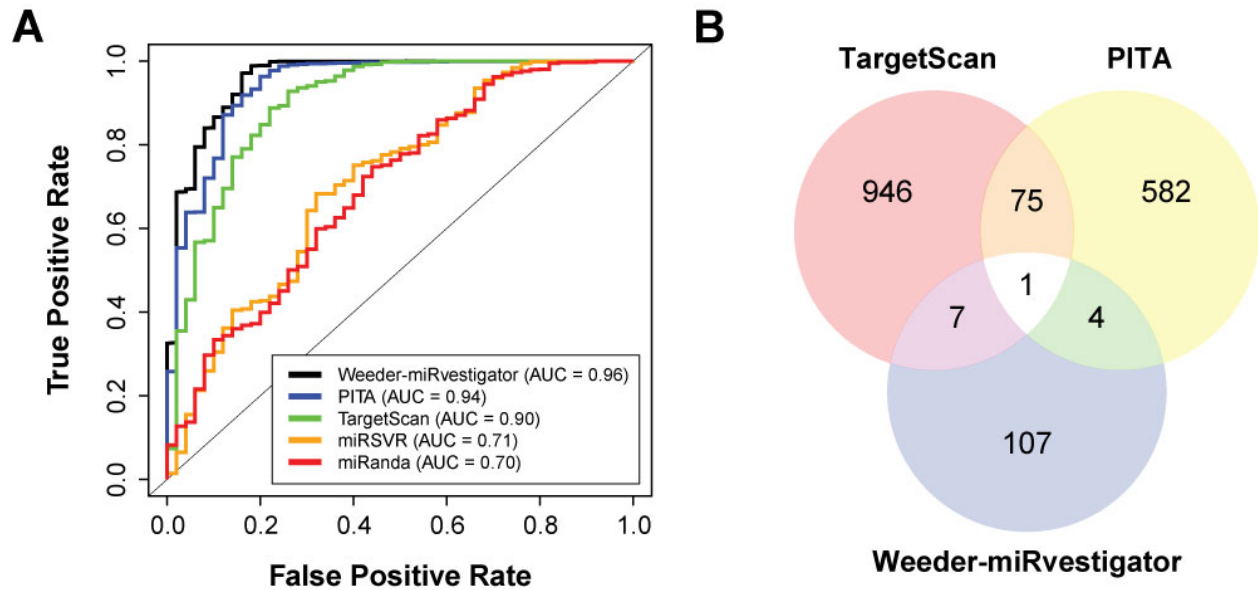 A
True Positive Rate
1.0
0.8
0.6
0.4
0.2
0.0
Weeder-miRvestigator (AUC = 0.96)
PITA (AUC = 0.94)
TargetScan (AUC = 0.90)
miRSVR (AUC = 0.71)
miRanda (AUC = 0.70)
0.0 0.2 0.4 0.6 0.8 1.0
False Positive Rate
B
TargetScan PITA
946 75 582
1
7 4
107
Weeder-miRvestigator